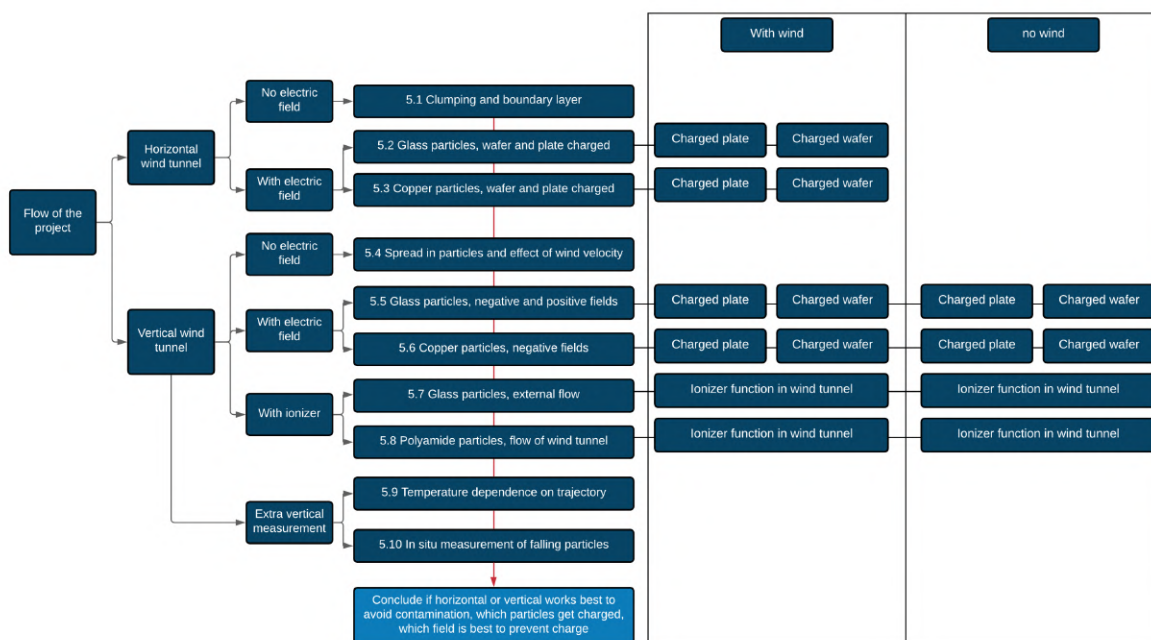 With wind
no wind
No electric
field
5.1 Clumping and boundary layer
Horizontal
wind tunnel
5.2 Glass particles, wafer and plate charged
Charged plate
Charged wafer
With electric
field
5.3 Copper particles, wafer and plate charged
Charged plate
Charged wafer
Flow of the
project
No electric
field
5.4 Spread in particles and effect of wind velocity
Vertical wind
tunnel
With electric
field
5.5 Glass particles, negative and positive fields
Charged plate
Charged wafer
Charged plate
Charged wafer
5.6 Copper particles, negative fields
Charged plate
Charged wafer
Charged plate
Charged wafer
With ionizer
5.7 Glass particles, external flow
Ionizer function in wind tunnel
Ionizer function in wind tunnel
5.8 Polyamide particles, flow of wind tunnel
Ionizer function in wind tunnel
Ionizer function in wind tunnel
Extra vertical
measurement
5.9 Temperature dependence on trajectory
5.10 In situ measurement of falling particles
Conclude if horizontal or vertical works best to
avoid contamination, which particles get charged,
which field is best to prevent charge